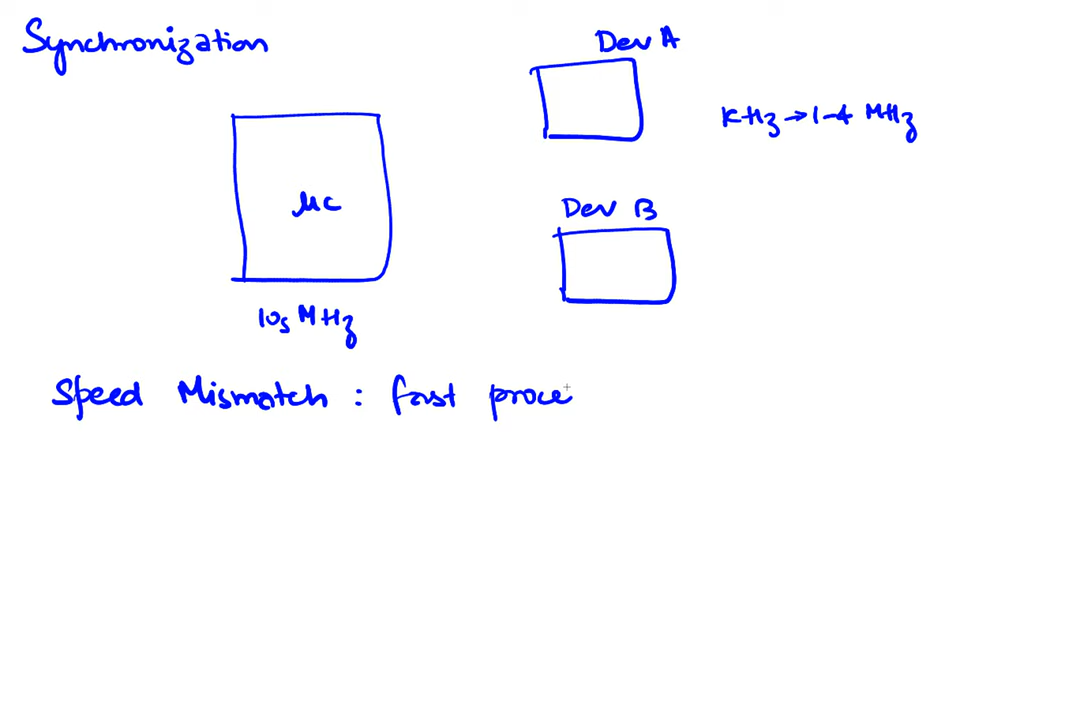 Synchronization
Dev A
KHz → 1-4 MHz
μC
Dev B
10s MHz
Speed Mismatch : fast proce